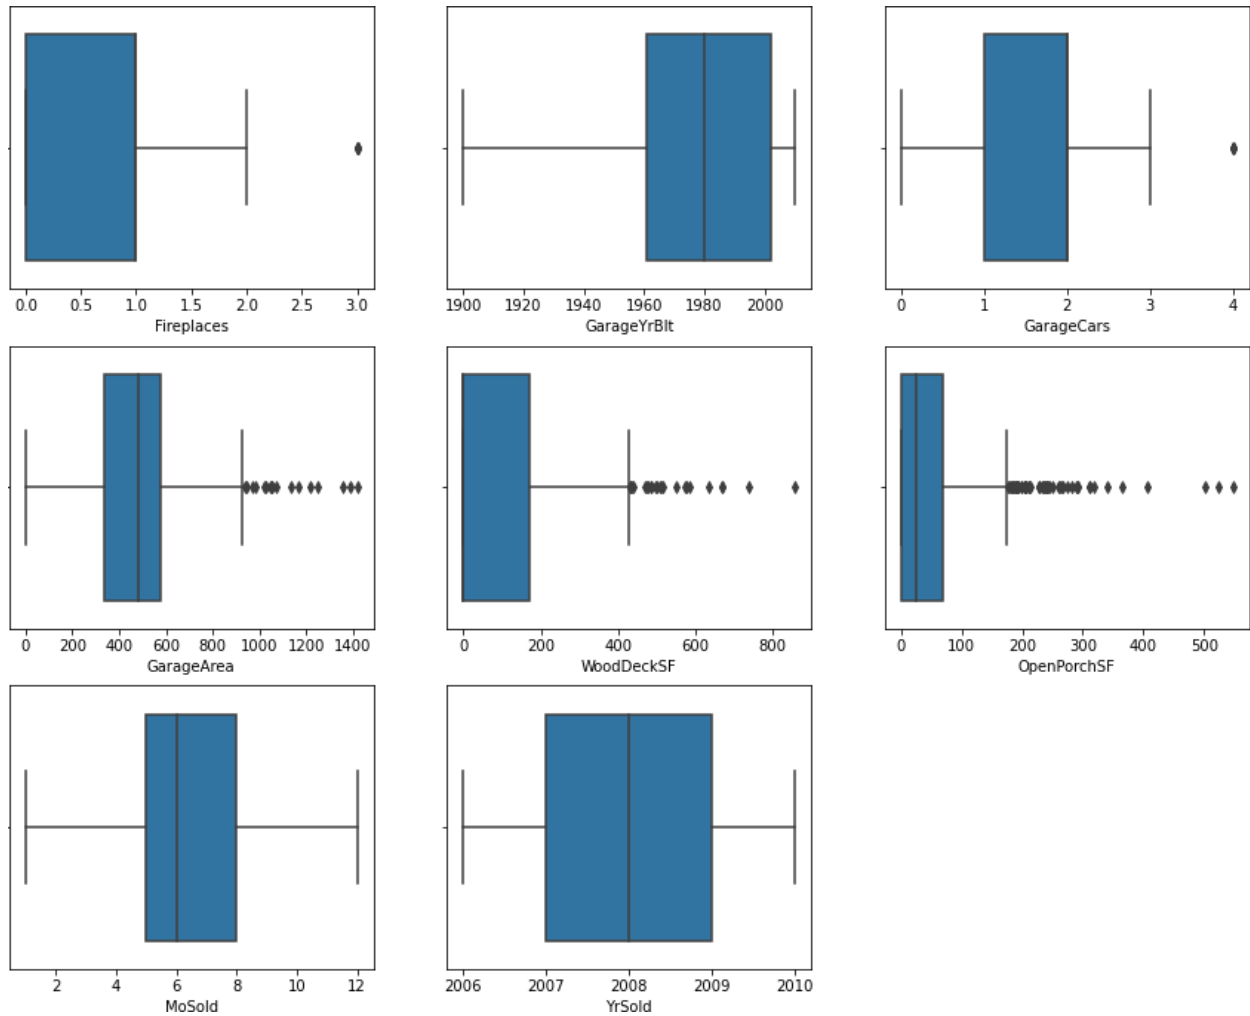 0.0 0.5 1.0 1.5 2.0 2.5 3.0
Fireplaces
1900 1920 1940 1960 1980 2000
GarageYrBlt
0 1 2 3 4
GarageCars
0 200 400 600 800 1000 1200 1400
GarageArea
0 200 400 600 800
WoodDeckSF
0 100 200 300 400 500
OpenPorchSF
2 4 6 8 10 12
MoSold
2006 2007 2008 2009 2010
YrSold